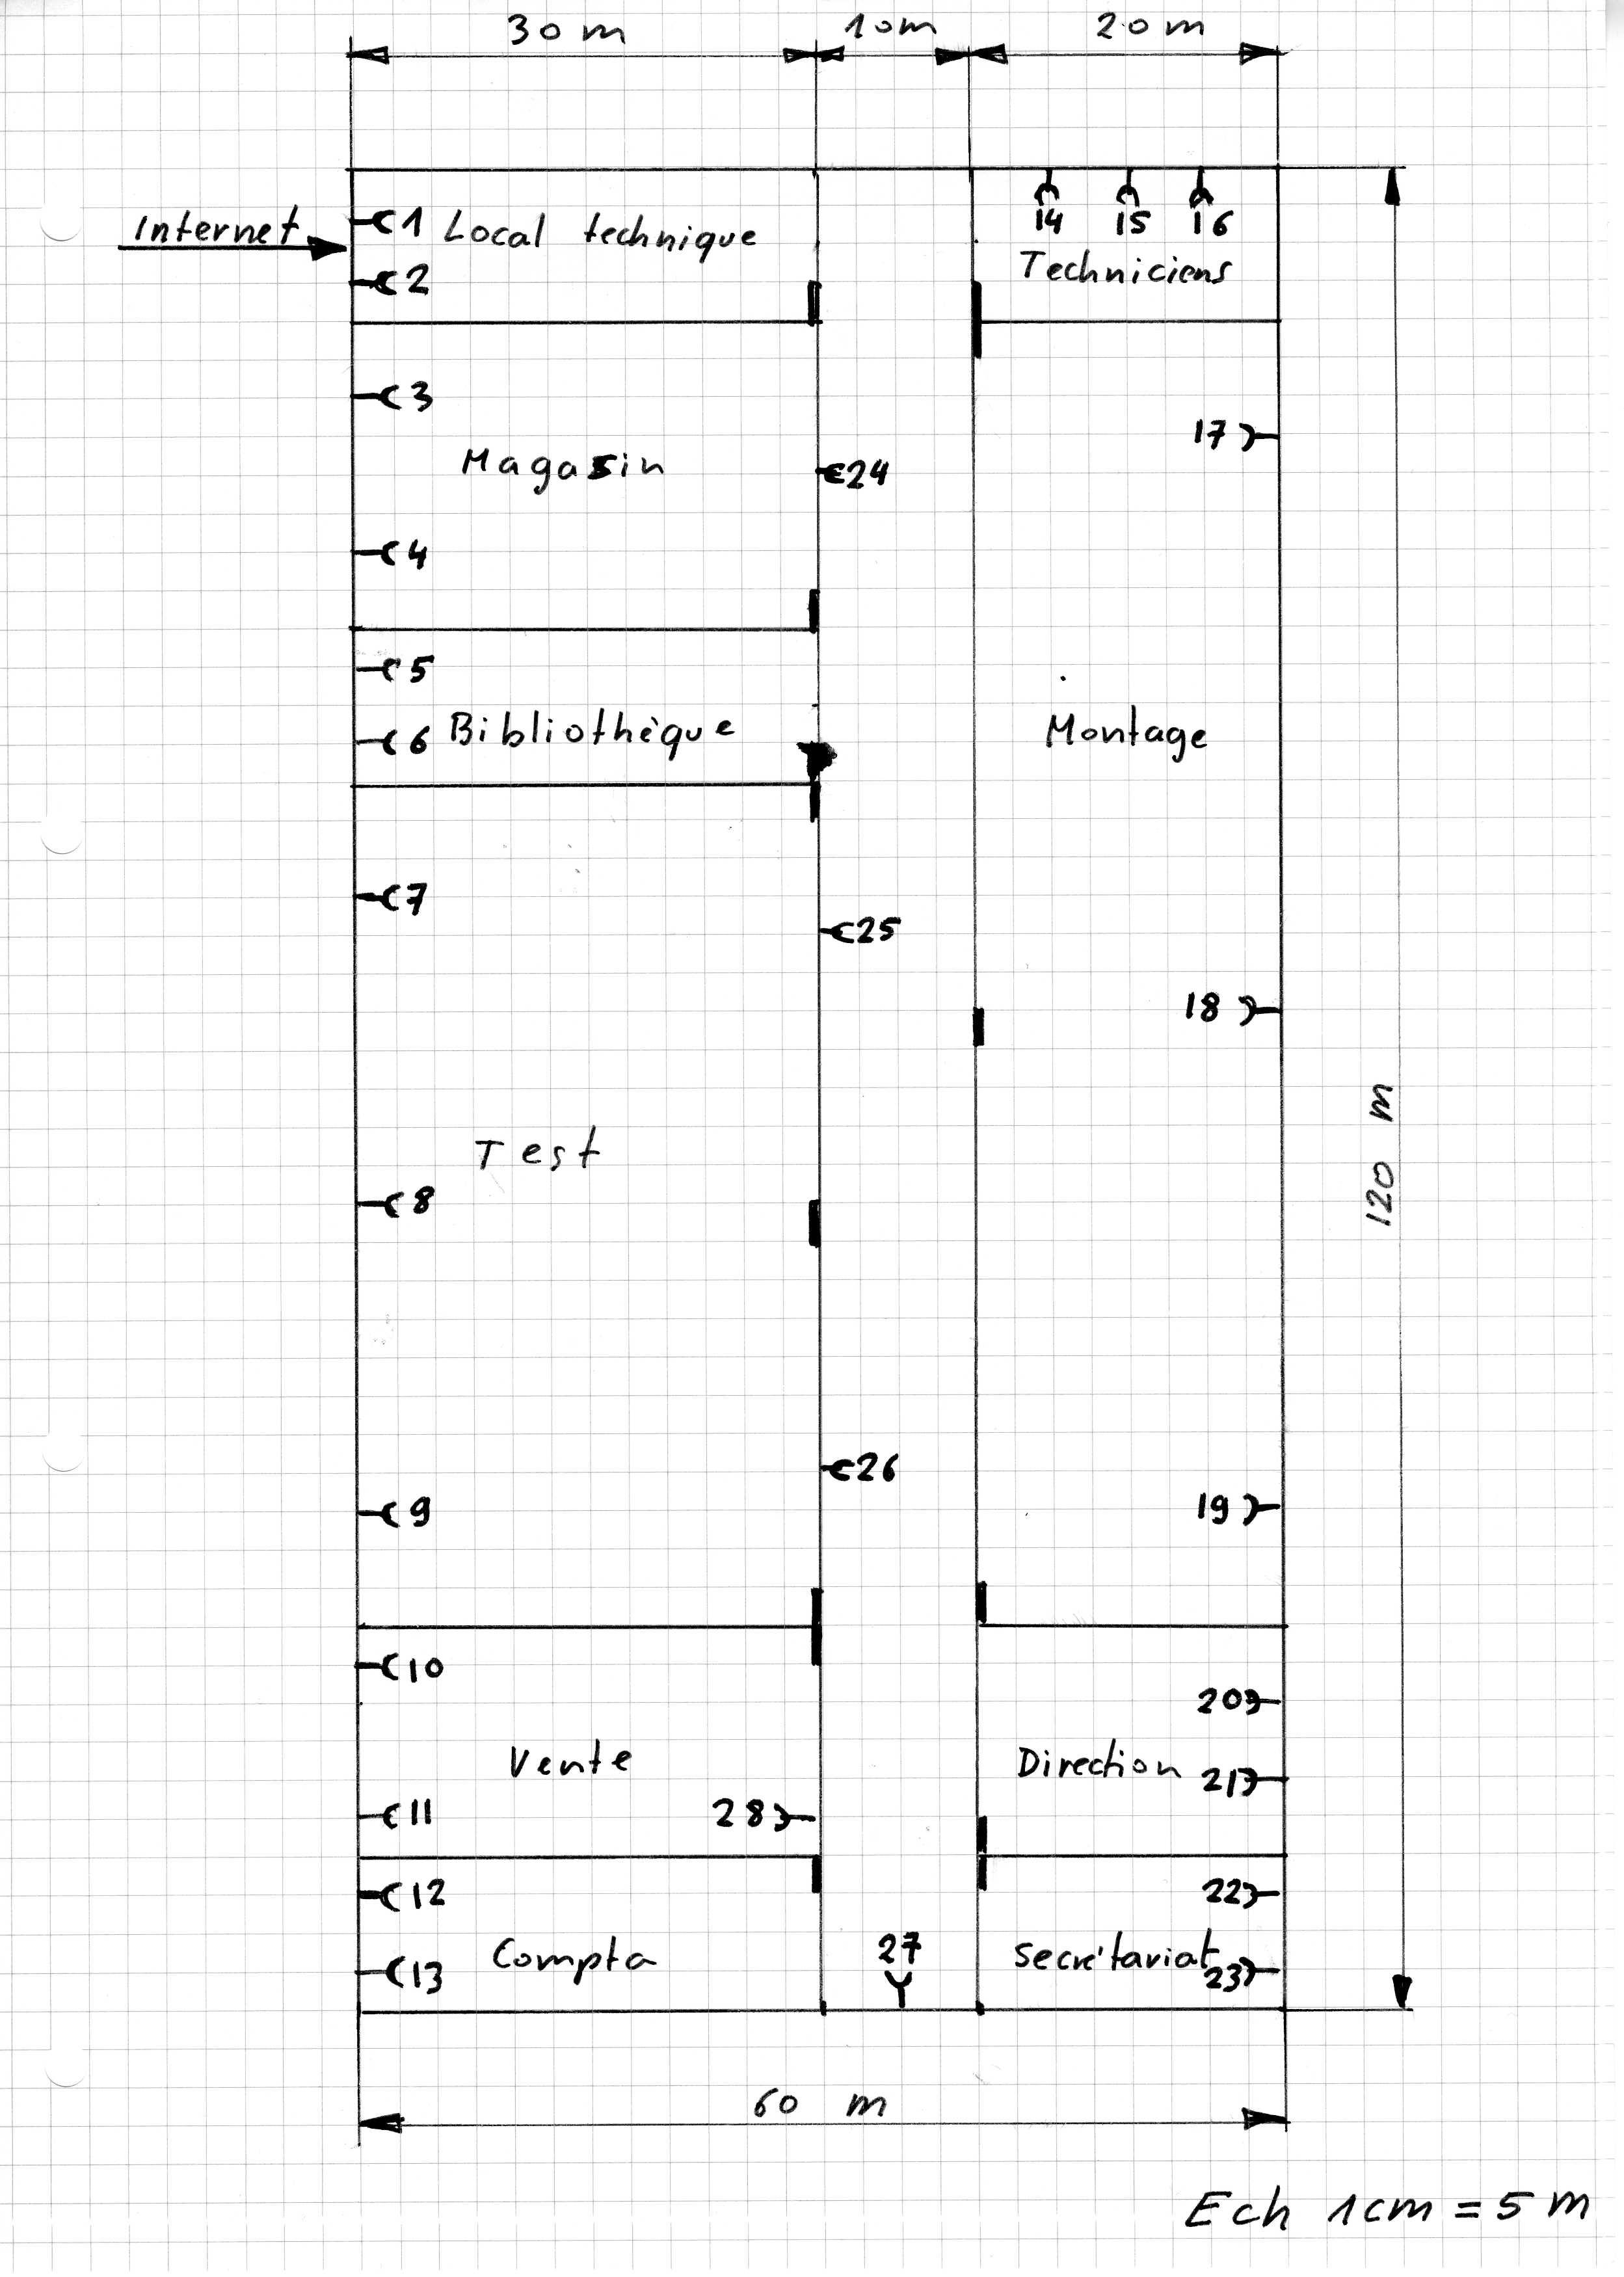 30 m
10 m
20 m
Internet
1
Local technique
2
14
15
16
Techniciens
3
Magasin
4
24
17
5
6
Bibliothèque
Montage
7
25
18
120 m
Test
8
26
9
19
10
20
Vente
Direction
21
11
28
12
22
27
Compta
Secrétariat
13
23
60 m
Ech 1cm = 5 m